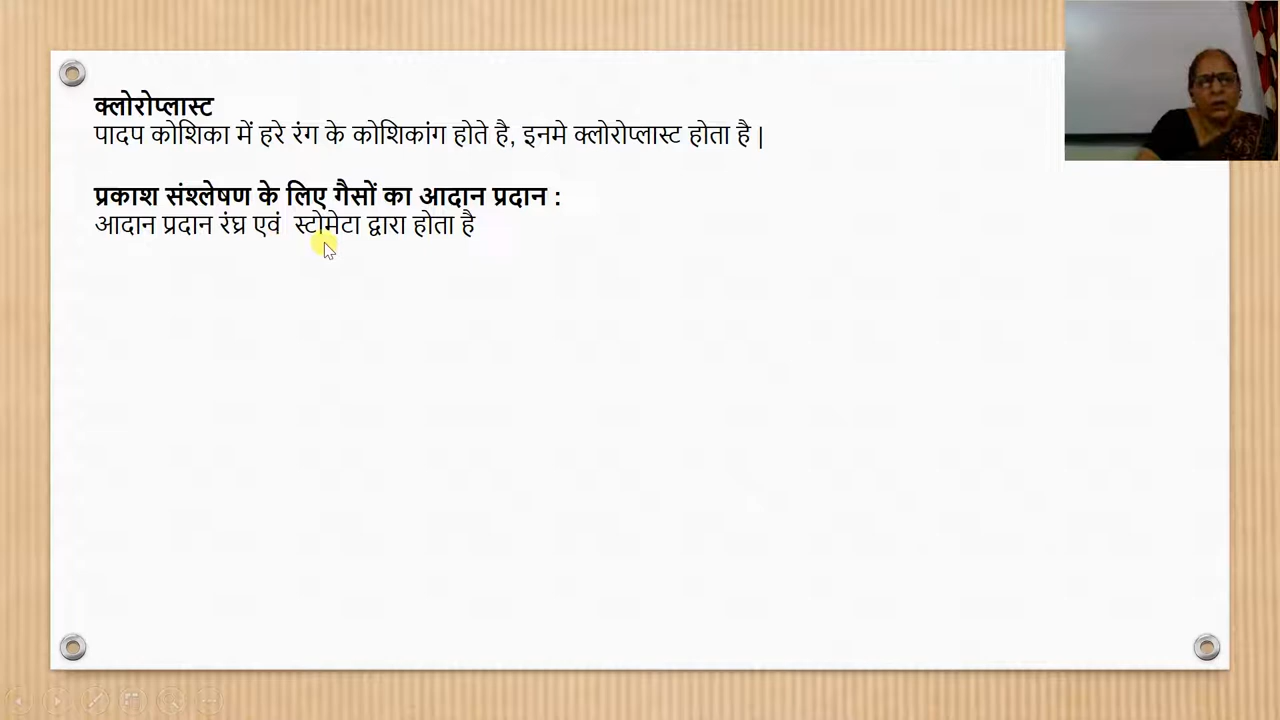 क्लोरोप्लास्ट
पादप कोशिका में हरे रंग के कोशिकांग होते है, इनमे क्लोरोप्लास्ट होता है |
प्रकाश संश्लेषण के लिए गैसों का आदान प्रदान :
आदान प्रदान रंघ्र एवं स्टोमेटा द्वारा होता है